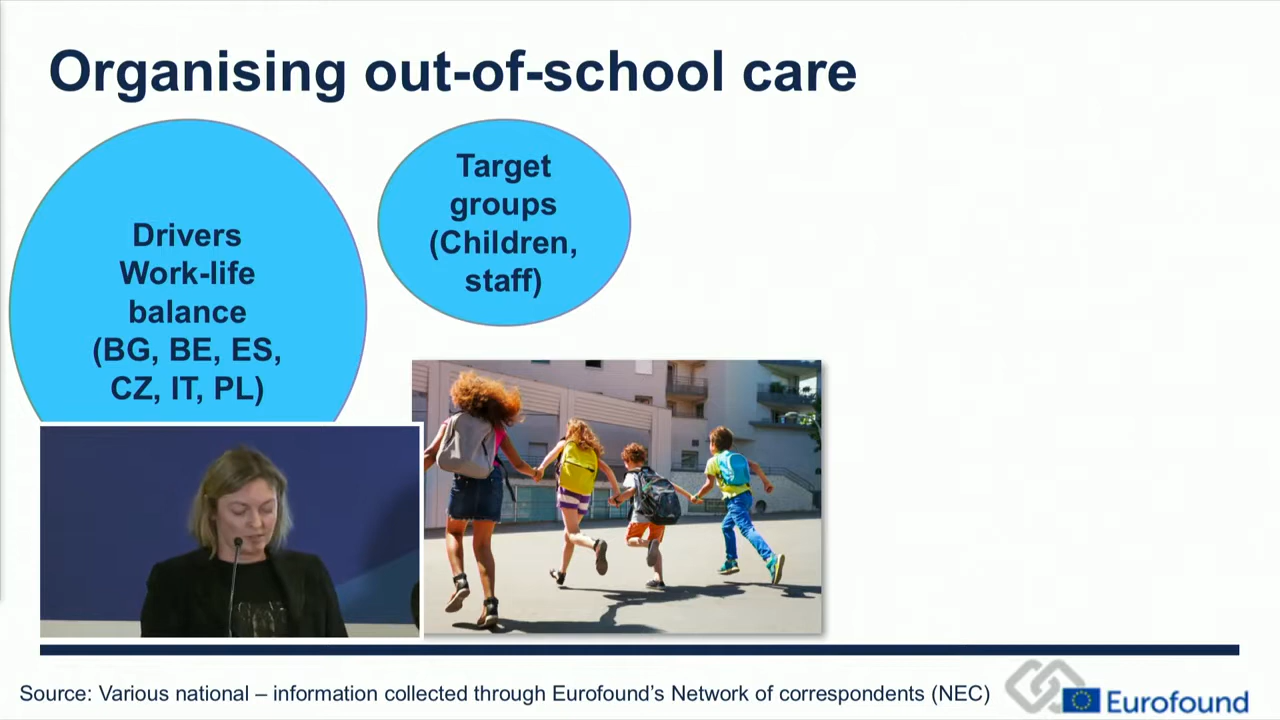 Organising out-of-school care
Drivers
Work-life
balance
(BG, BE, ES,
CZ, IT, PL)
Target
groups
(Children,
staff)
Source: Various national – information collected through Eurofound’s Network of correspondents (NEC)
Eurofound